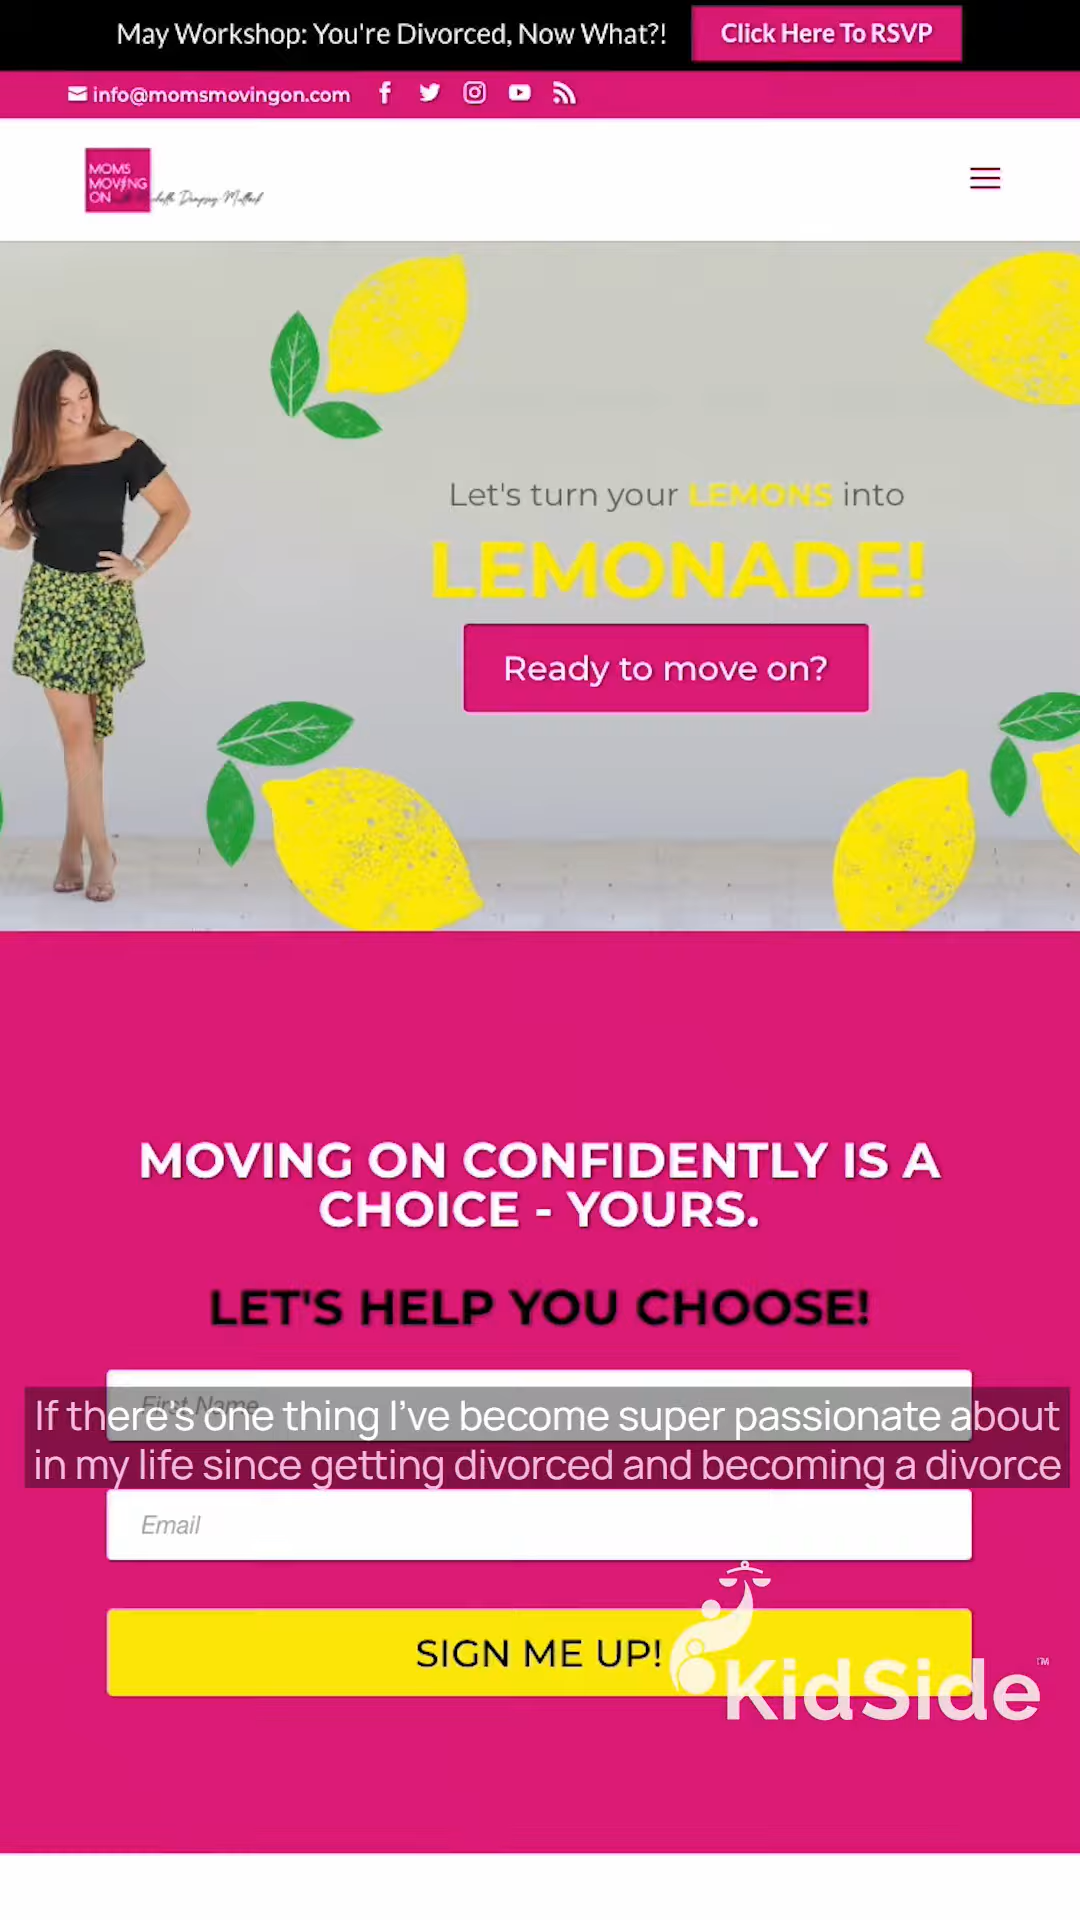 May Workshop: You're Divorced, Now What?!
Click Here To RSVP
info@momsmovingon.com
MOMS
MOVING
ON
Let's turn your LEMONS into
LEMONADE!
Ready to move on?
MOVING ON CONFIDENTLY IS A
CHOICE - YOURS.
LET'S HELP YOU CHOOSE!
First Name
If there's one thing I've become super passionate about
in my life since getting divorced and becoming a divorce
Email
SIGN ME UP!
KidSide™